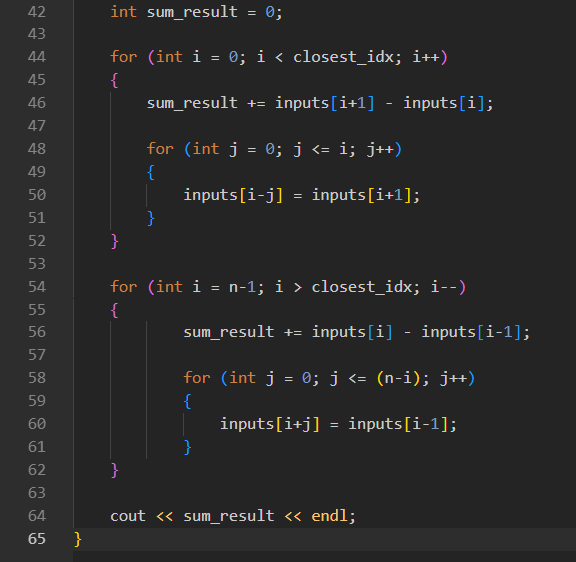 42 int sum_result = 0;
43
44 for (int i = 0; i < closest_idx; i++)
45 {
46 sum_result += inputs[i+1] - inputs[i];
47
48 for (int j = 0; j <= i; j++)
49 {
50 inputs[i-j] = inputs[i+1];
51 }
52 }
53
54 for (int i = n-1; i > closest_idx; i--)
55 {
56 sum_result += inputs[i] - inputs[i-1];
57
58 for (int j = 0; j <= (n-i); j++)
59 {
60 inputs[i+j] = inputs[i-1];
61 }
62 }
63
64 cout << sum_result << endl;
65 }